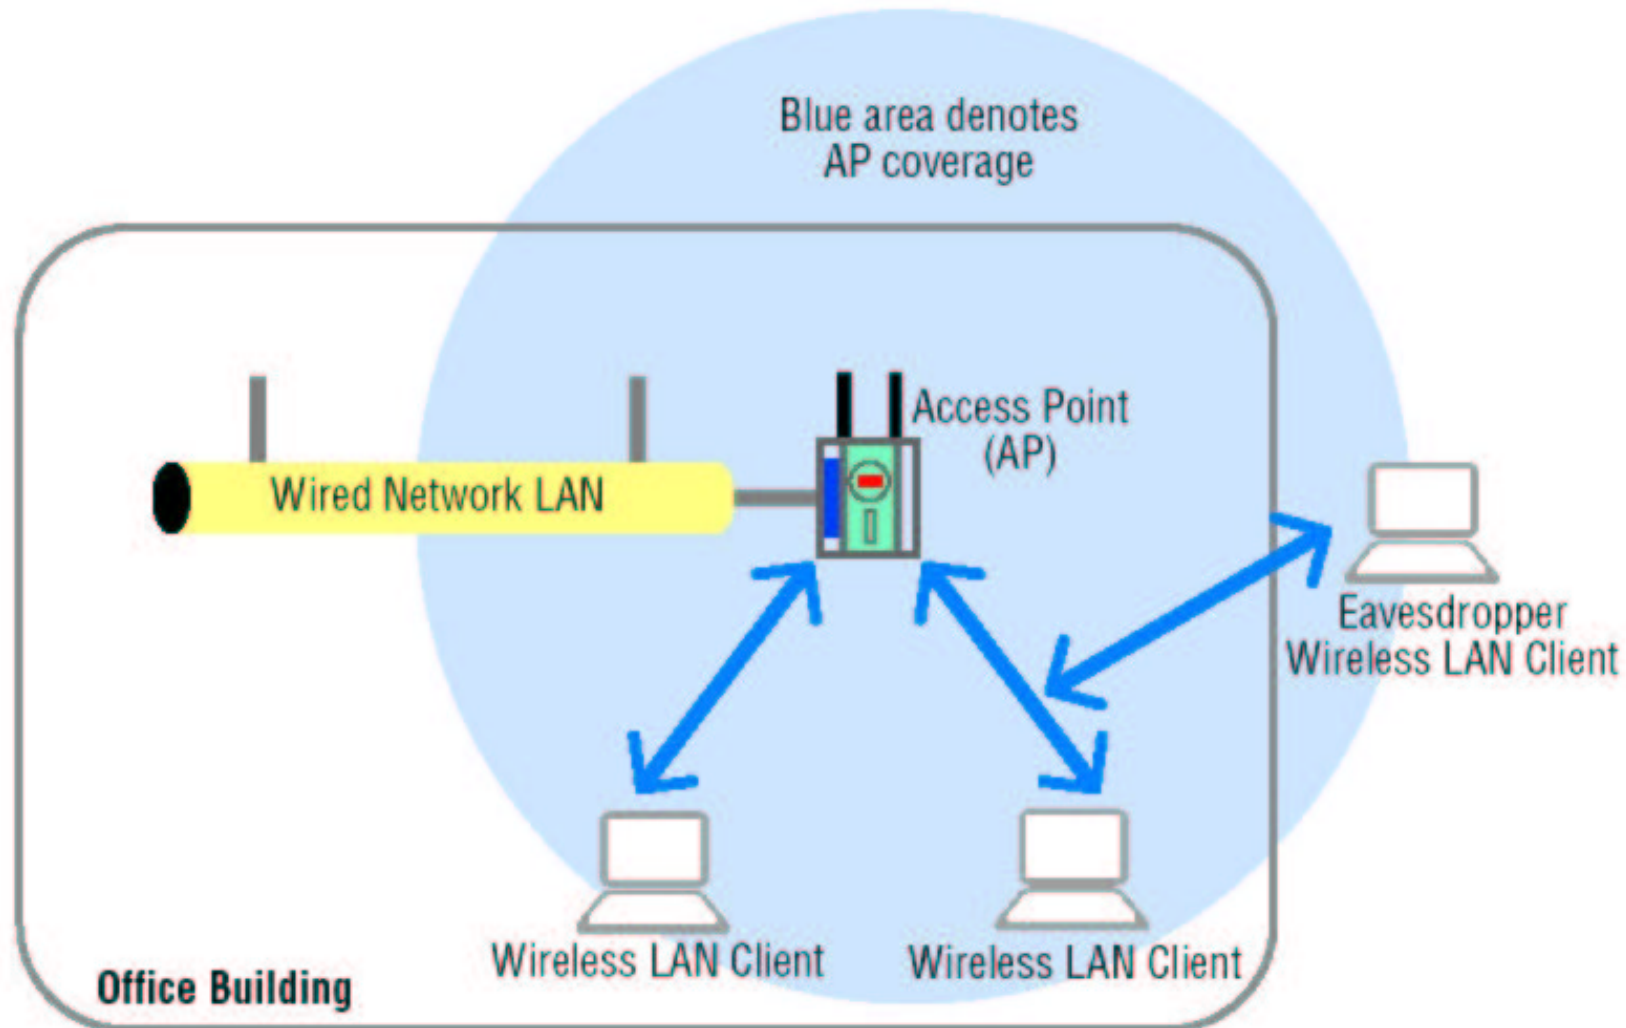 Blue area denotes
AP coverage
Access Point
(AP)
Wired Network LAN
Eavesdropper
Wireless LAN Client
Wireless LAN Client
Wireless LAN Client
Office Building